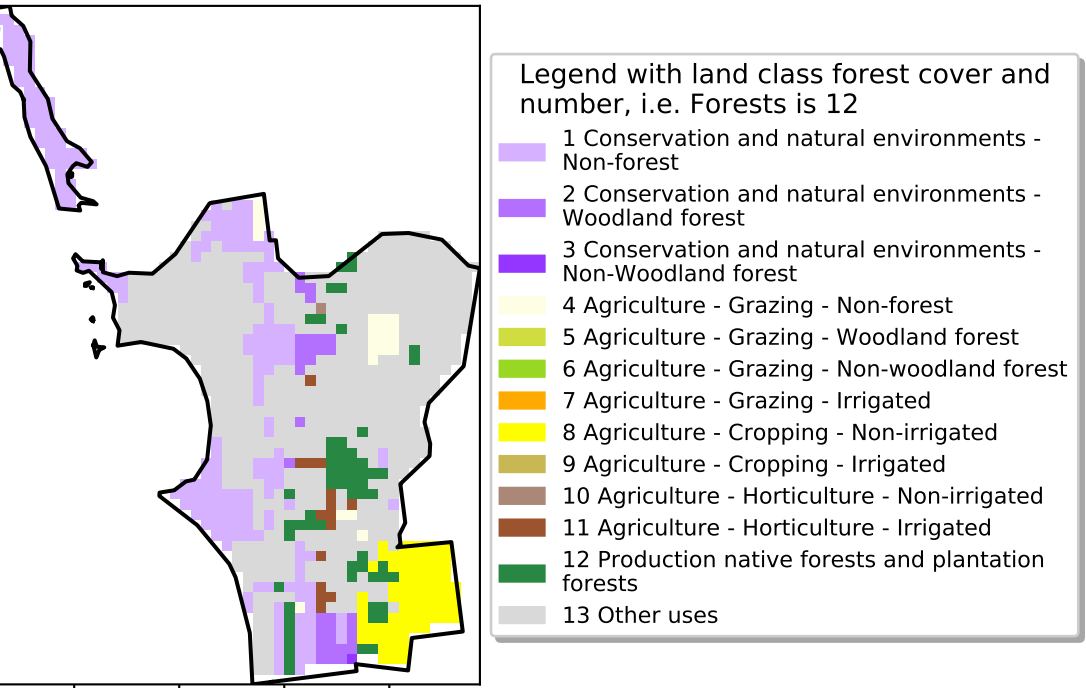 Legend with land class forest cover and
number, i.e. Forests is 12
1 Conservation and natural environments -
Non-forest
2 Conservation and natural environments -
Woodland forest
3 Conservation and natural environments -
Non-Woodland forest
4 Agriculture - Grazing - Non-forest
5 Agriculture - Grazing - Woodland forest
6 Agriculture - Grazing - Non-woodland forest
7 Agriculture - Grazing - Irrigated
8 Agriculture - Cropping - Non-irrigated
9 Agriculture - Cropping - Irrigated
10 Agriculture - Horticulture - Non-irrigated
11 Agriculture - Horticulture - Irrigated
12 Production native forests and plantation
forests
13 Other uses